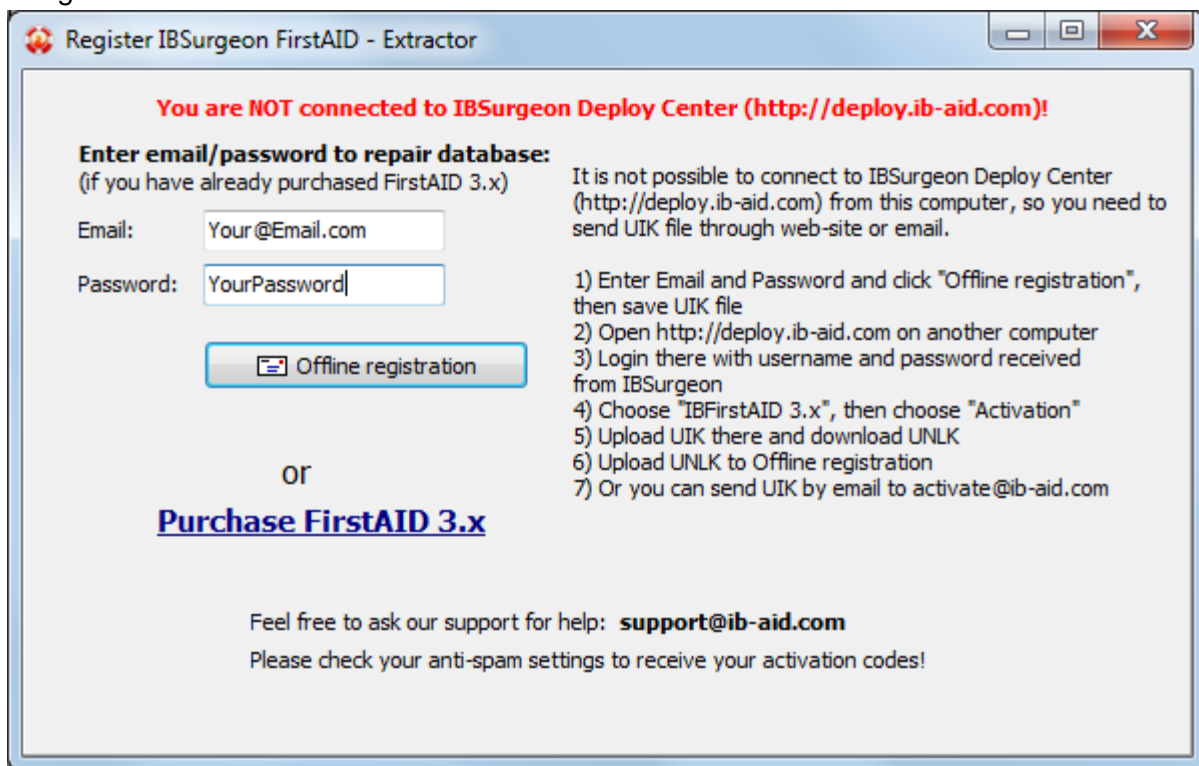 Register IBSurgeon FirstAID - Extractor
You are NOT connected to IBSurgeon Deploy Center (http://deploy.ib-aid.com)!
Enter email/password to repair database:
(if you have already purchased FirstAID 3.x)
Email:
Your@Email.com
Password:
YourPassword
Offline registration
or
Purchase FirstAID 3.x
It is not possible to connect to IBSurgeon Deploy Center
(http://deploy.ib-aid.com) from this computer, so you need to
send UIK file through web-site or email.
1) Enter Email and Password and click "Offline registration",
then save UIK file
2) Open http://deploy.ib-aid.com on another computer
3) Login there with username and password received
from IBSurgeon
4) Choose "IBFirstAID 3.x", then choose "Activation"
5) Upload UIK there and download UNLK
6) Upload UNLK to Offline registration
7) Or you can send UIK by email to activate@ib-aid.com
Feel free to ask our support for help: support@ib-aid.com
Please check your anti-spam settings to receive your activation codes!